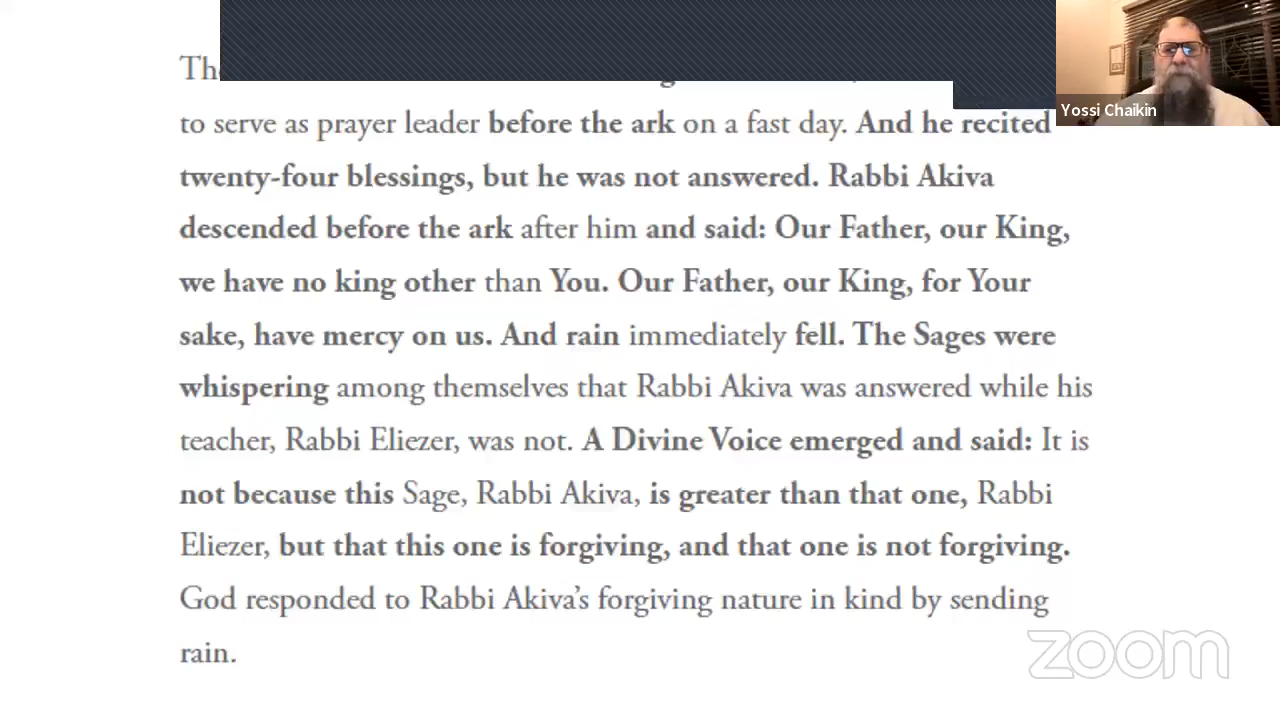 to serve as prayer leader before the ark on a fast day. And he recited
Yossi Chaikin
twenty-four blessings, but he was not answered. Rabbi Akiva
descended before the ark after him and said: Our Father, our King,
we have no king other than You. Our Father, our King, for Your
sake, have mercy on us. And rain immediately fell. The Sages were
whispering among themselves that Rabbi Akiva was answered while his
teacher, Rabbi Eliezer, was not. A Divine Voice emerged and said: It is
not because this Sage, Rabbi Akiva, is greater than that one, Rabbi
Eliezer, but that this one is forgiving, and that one is not forgiving.
God responded to Rabbi Akiva's forgiving nature in kind by sending
rain.
zoom